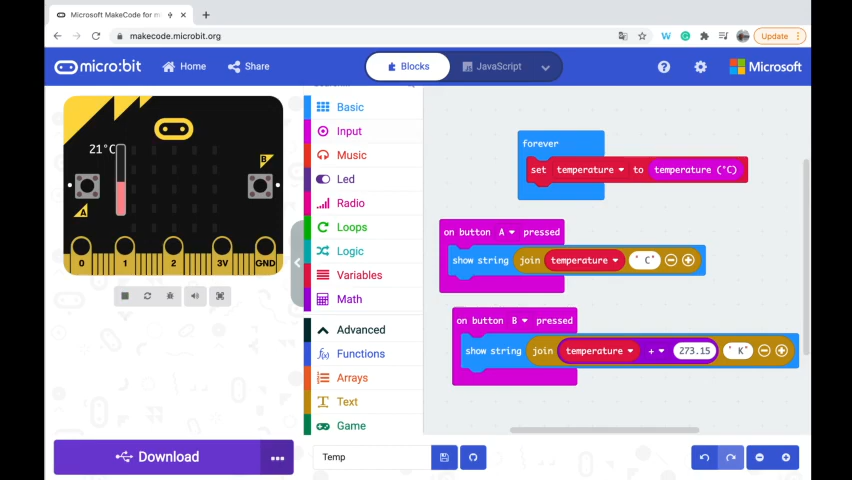 Microsoft MakeCode for m
makecode.microbit.org
Update
micro:bit
Home
Share
Blocks
JavaScript
Microsoft
21°C
B
A
0 1 2 3V GND
Basic
Input
Music
Led
Radio
Loops
Logic
Variables
Math
Advanced
Functions
Arrays
Text
Game
forever
set temperature to temperature (°C)
on button A pressed
show string join temperature " C"
on button B pressed
show string join temperature + 273.15 " K"
Download
Temp